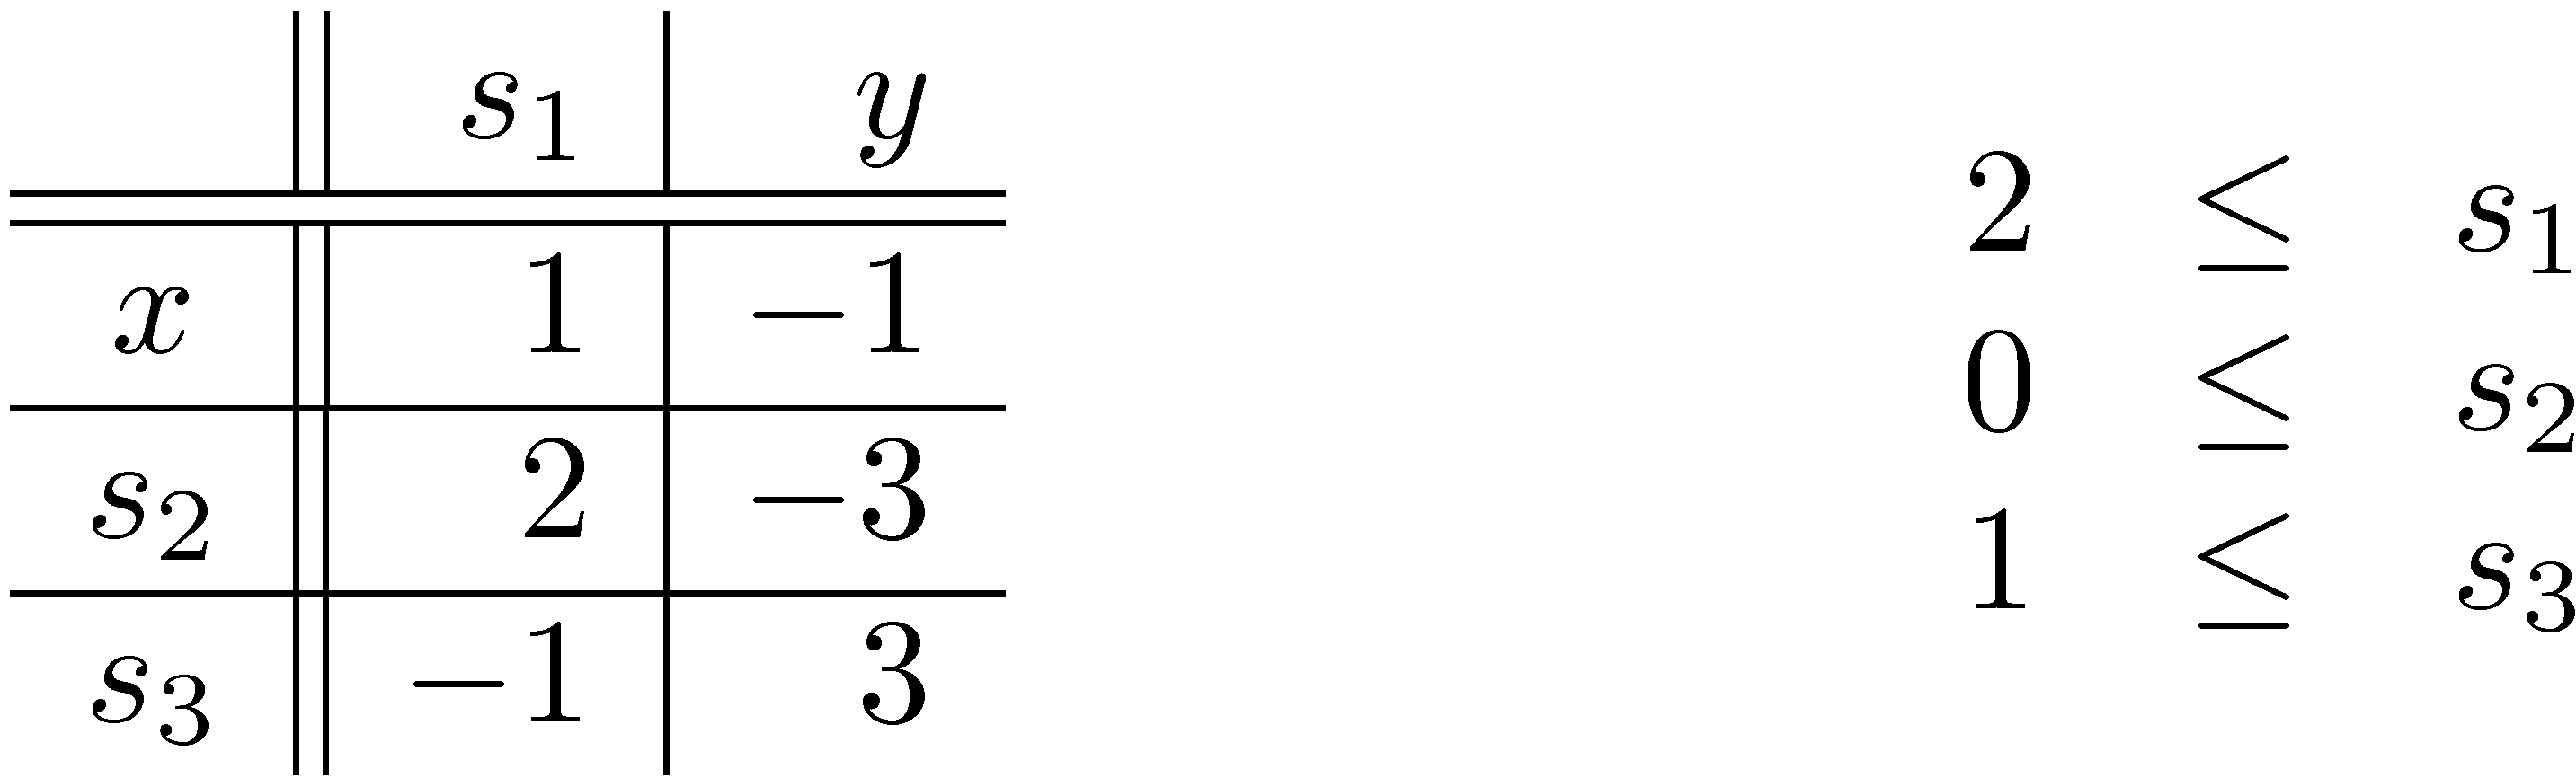 s₁ y
x 1 −1
s₂ 2 −3
s₃ −1 3
2 ≤ s₁
0 ≤ s₂
1 ≤ s₃